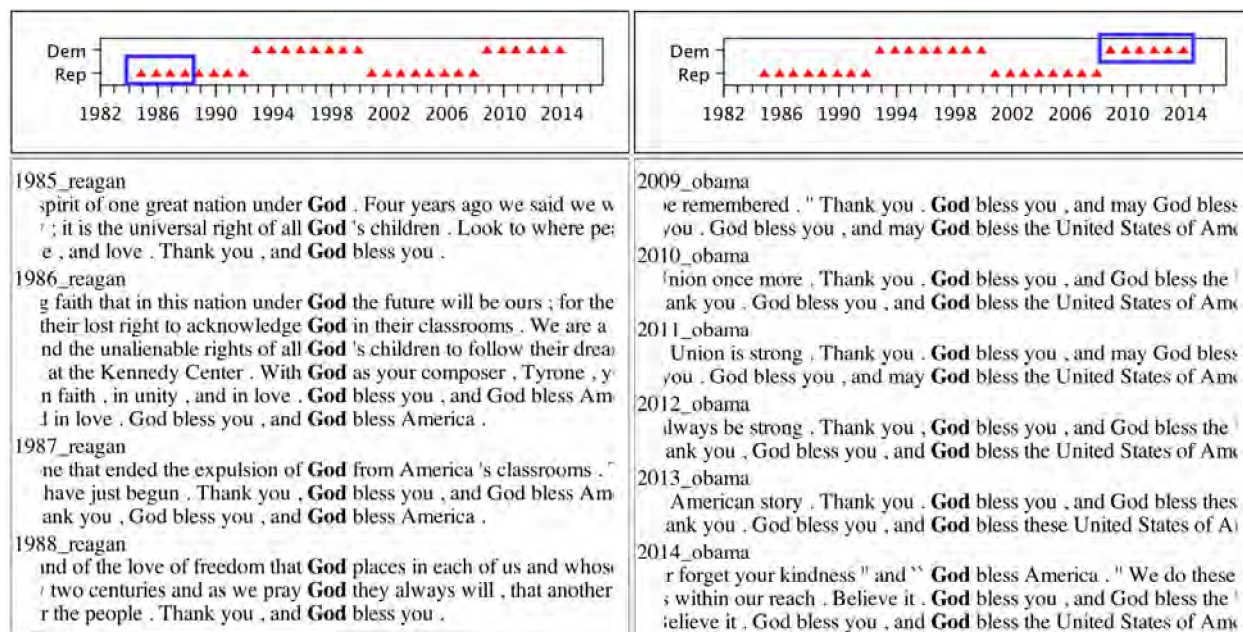 Dem
Rep
1982 1986 1990 1994 1998 2002 2006 2010 2014
1985_reagan
spirit of one great nation under God . Four years ago we said we w
; it is the universal right of all God 's children . Look to where
e , and love . Thank you , and God bless you .
1986_reagan
g faith that in this nation under God the future will be ours ; for the
their lost right to acknowledge God in their classrooms . We are a
nd the unalienable rights of all God 's children to follow their
at the Kennedy Center . With God as your composer , Tyrone , y
n faith , in unity , and in love . God bless you , and God bless Am
l in love . God bless you , and God bless America .
1987_reagan
ne that ended the expulsion of God from America 's classrooms .
have just begun . Thank you , God bless you , and God bless Am
ank you , God bless you , and God bless America .
1988_reagan
nd of the love of freedom that God places in each of us and whose
two centuries and as we pray God they always will , that another
r the people . Thank you , and God bless you .
Dem
Rep
1982 1986 1990 1994 1998 2002 2006 2010 2014
2009_obama
e remembered . " Thank you . God bless you , and may God bless
you . God bless you , and may God bless the United States of Ame
2010_obama
nion once more . Thank you . God bless you , and God bless the
ank you . God bless you , and God bless the United States of Ame
2011_obama
Union is strong . Thank you . God bless you , and may God bless
you . God bless you , and may God bless the United States of Ame
2012_obama
always be strong . Thank you , God bless you , and God bless the
ank you , God bless you , and God bless the United States of Ame
2013_obama
American story . Thank you . God bless you , and God bless thes
ank you . God bless you , and God bless these United States of A
2014_obama
r forget your kindness " and `` God bless America . " We do these
s within our reach . Believe it . God bless you , and God bless the
elieve it . God bless you , and God bless the United States of Ame